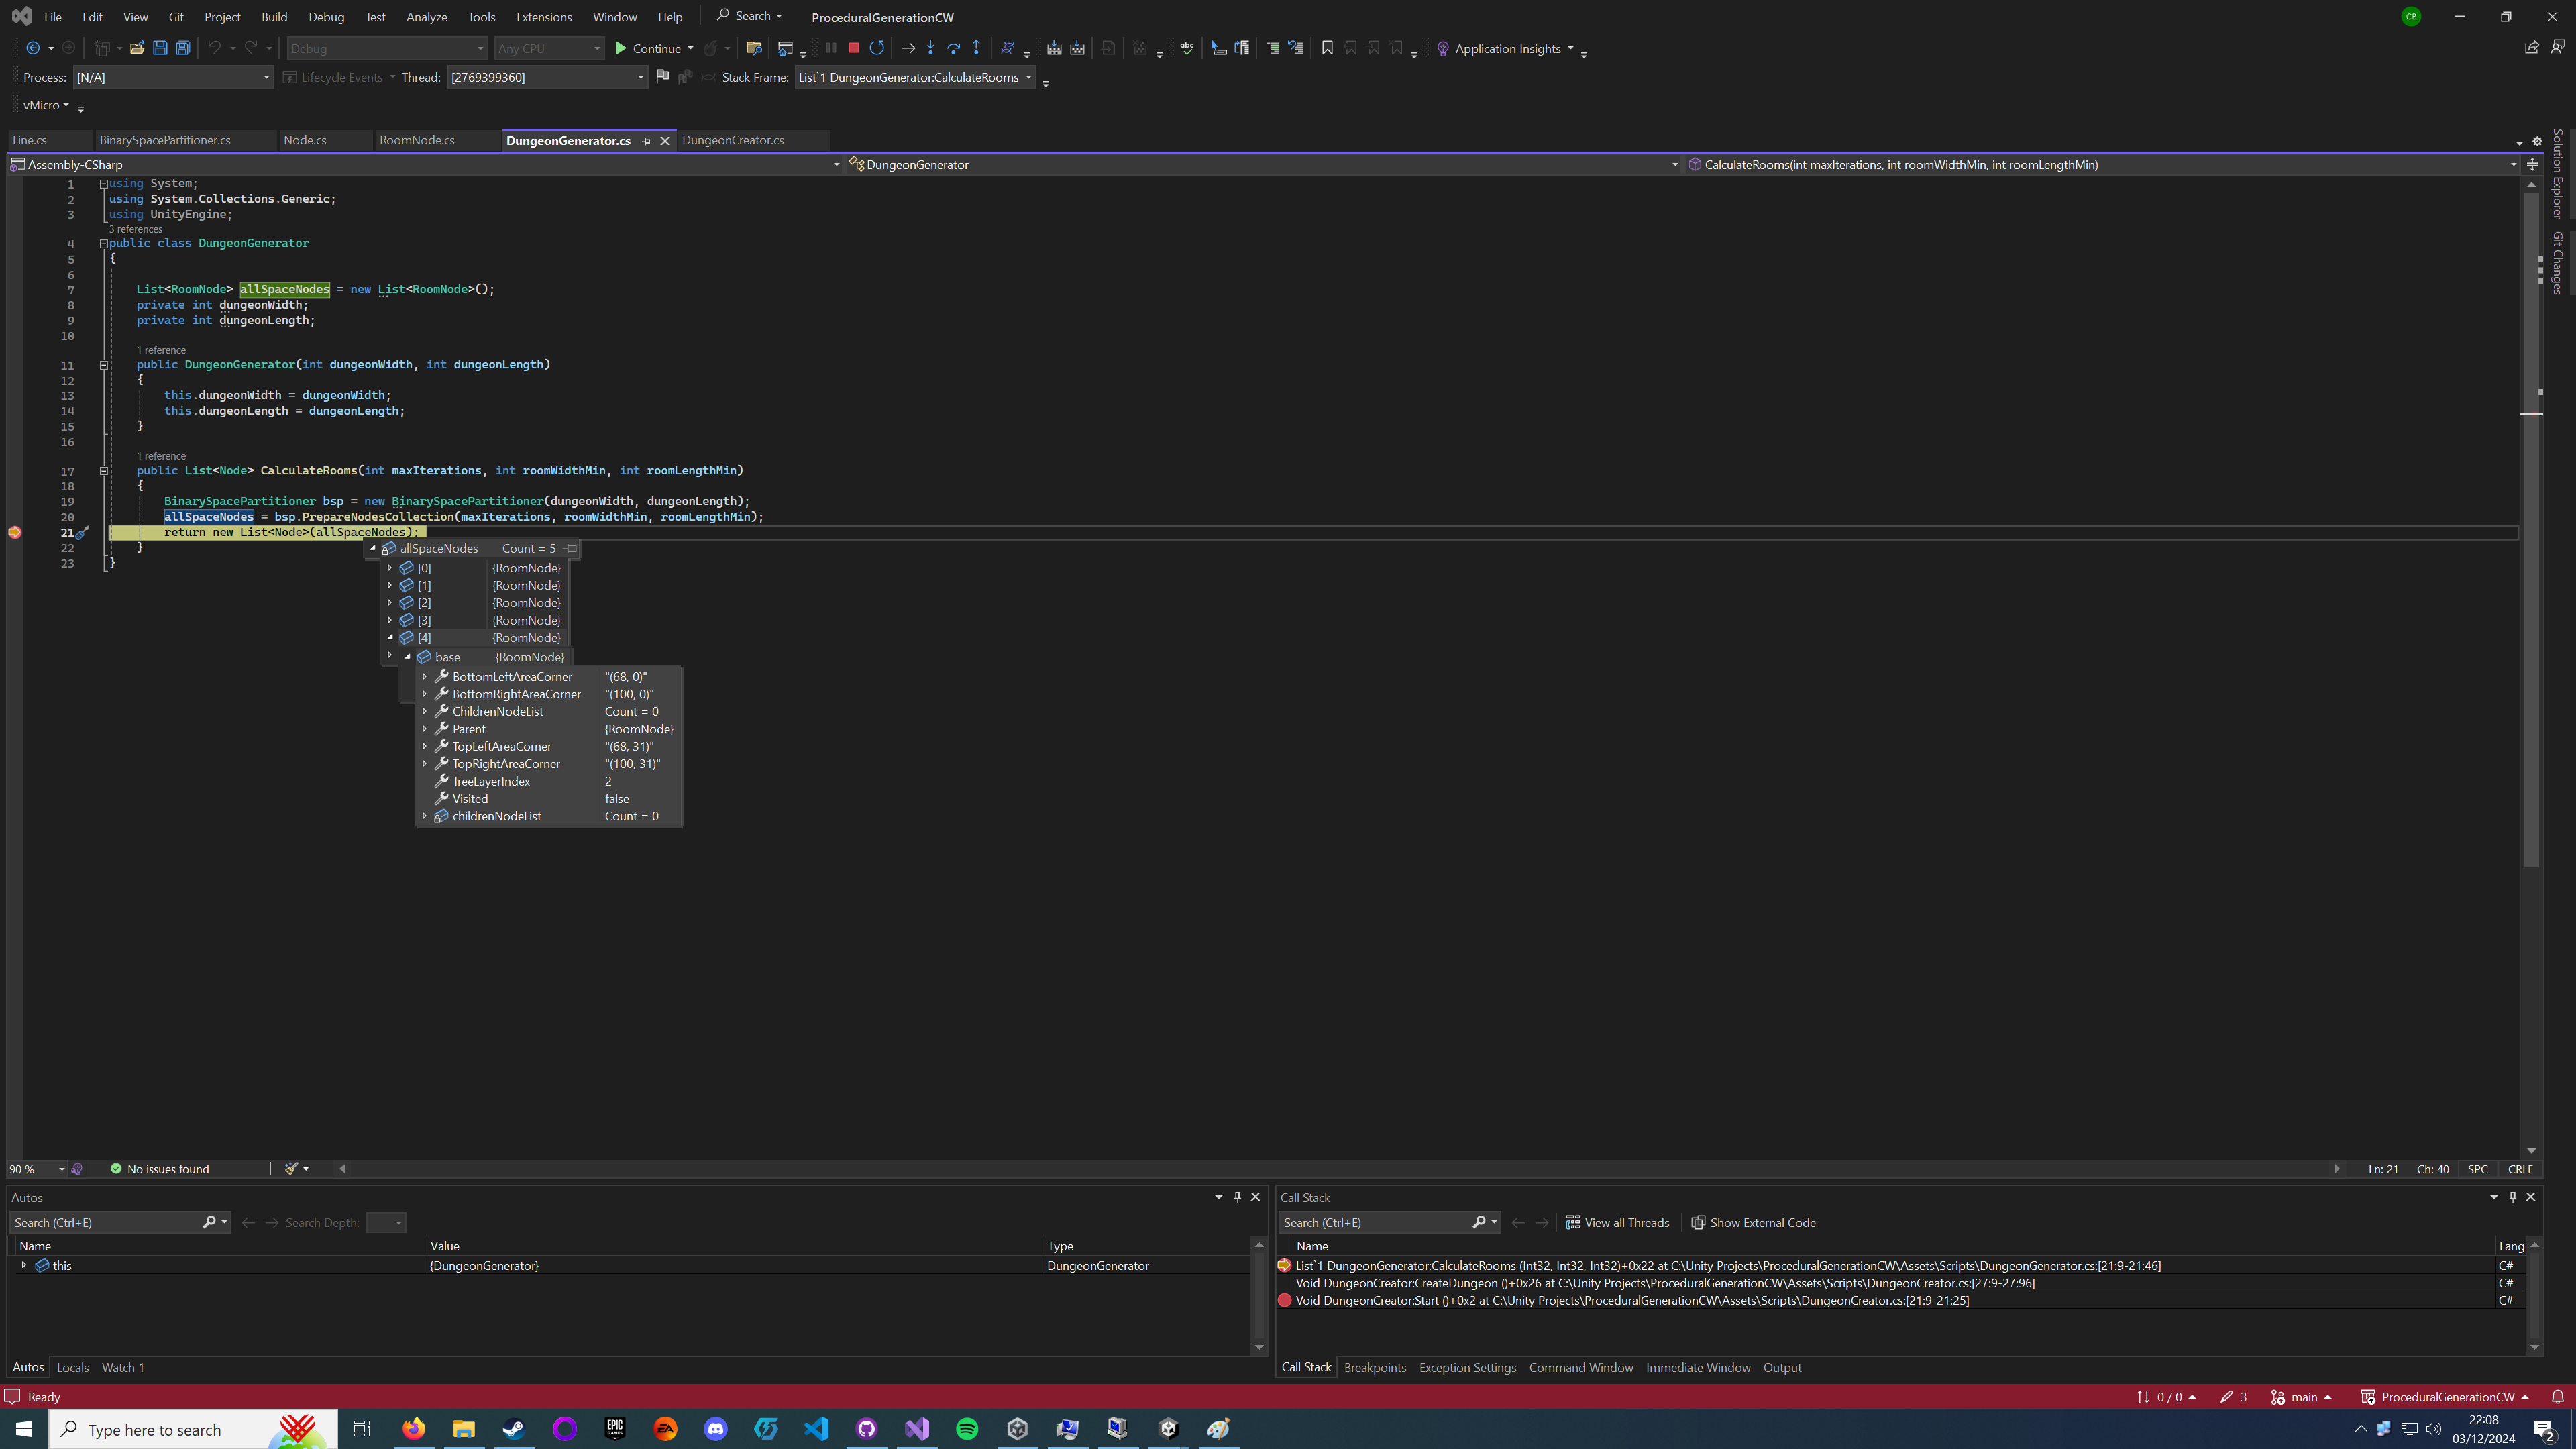 File Edit View Git Project Build Debug Test Analyze Tools Extensions Window Help Search ProceduralGenerationCW CB
Debug Any CPU Continue Application Insights
Process: [N/A] Lifecycle Events Thread: [2769399360] Stack Frame: List`1 DungeonGenerator:CalculateRooms
vMicro
Line.cs BinarySpacePartitioner.cs Node.cs RoomNode.cs DungeonGenerator.cs DungeonCreator.cs
Assembly-CSharp DungeonGenerator CalculateRooms(int maxIterations, int roomWidthMin, int roomLengthMin)
Solution Explorer
Git Changes
1 using System;
2 using System.Collections.Generic;
3 using UnityEngine;
3 references
4 public class DungeonGenerator
5 {
6
7 List<RoomNode> allSpaceNodes = new List<RoomNode>();
8 private int dungeonWidth;
9 private int dungeonLength;
10
1 reference
11 public DungeonGenerator(int dungeonWidth, int dungeonLength)
12 {
13 this.dungeonWidth = dungeonWidth;
14 this.dungeonLength = dungeonLength;
15 }
16
1 reference
17 public List<Node> CalculateRooms(int maxIterations, int roomWidthMin, int roomLengthMin)
18 {
19 BinarySpacePartitioner bsp = new BinarySpacePartitioner(dungeonWidth, dungeonLength);
20 allSpaceNodes = bsp.PrepareNodesCollection(maxIterations, roomWidthMin, roomLengthMin);
21 return new List<Node>(allSpaceNodes);
22 }
23 }
allSpaceNodes Count = 5
[0] {RoomNode}
[1] {RoomNode}
[2] {RoomNode}
[3] {RoomNode}
[4] {RoomNode}
base {RoomNode}
BottomLeftAreaCorner "(68, 0)"
BottomRightAreaCorner "(100, 0)"
ChildrenNodeList Count = 0
Parent {RoomNode}
TopLeftAreaCorner "(68, 31)"
TopRightAreaCorner "(100, 31)"
TreeLayerIndex 2
Visited false
childrenNodeList Count = 0
90 % No issues found Ln: 21 Ch: 40 SPC CRLF
Autos
Search (Ctrl+E) Search Depth:
Name Value Type
this {DungeonGenerator} DungeonGenerator
Autos Locals Watch 1
Call Stack
Search (Ctrl+E) View all Threads Show External Code
Name Lang
List`1 DungeonGenerator:CalculateRooms (Int32, Int32, Int32)+0x22 at C:\Unity Projects\ProceduralGenerationCW\Assets\Scripts\DungeonGenerator.cs:[21:9-21:46] C#
Void DungeonCreator:CreateDungeon ()+0x26 at C:\Unity Projects\ProceduralGenerationCW\Assets\Scripts\DungeonCreator.cs:[27:9-27:96] C#
Void DungeonCreator:Start ()+0x2 at C:\Unity Projects\ProceduralGenerationCW\Assets\Scripts\DungeonCreator.cs:[21:9-21:25] C#
Call Stack Breakpoints Exception Settings Command Window Immediate Window Output
Ready 0 / 0 3 main ProceduralGenerationCW
Type here to search EPIC GAMES EA 22:08
03/12/2024 2